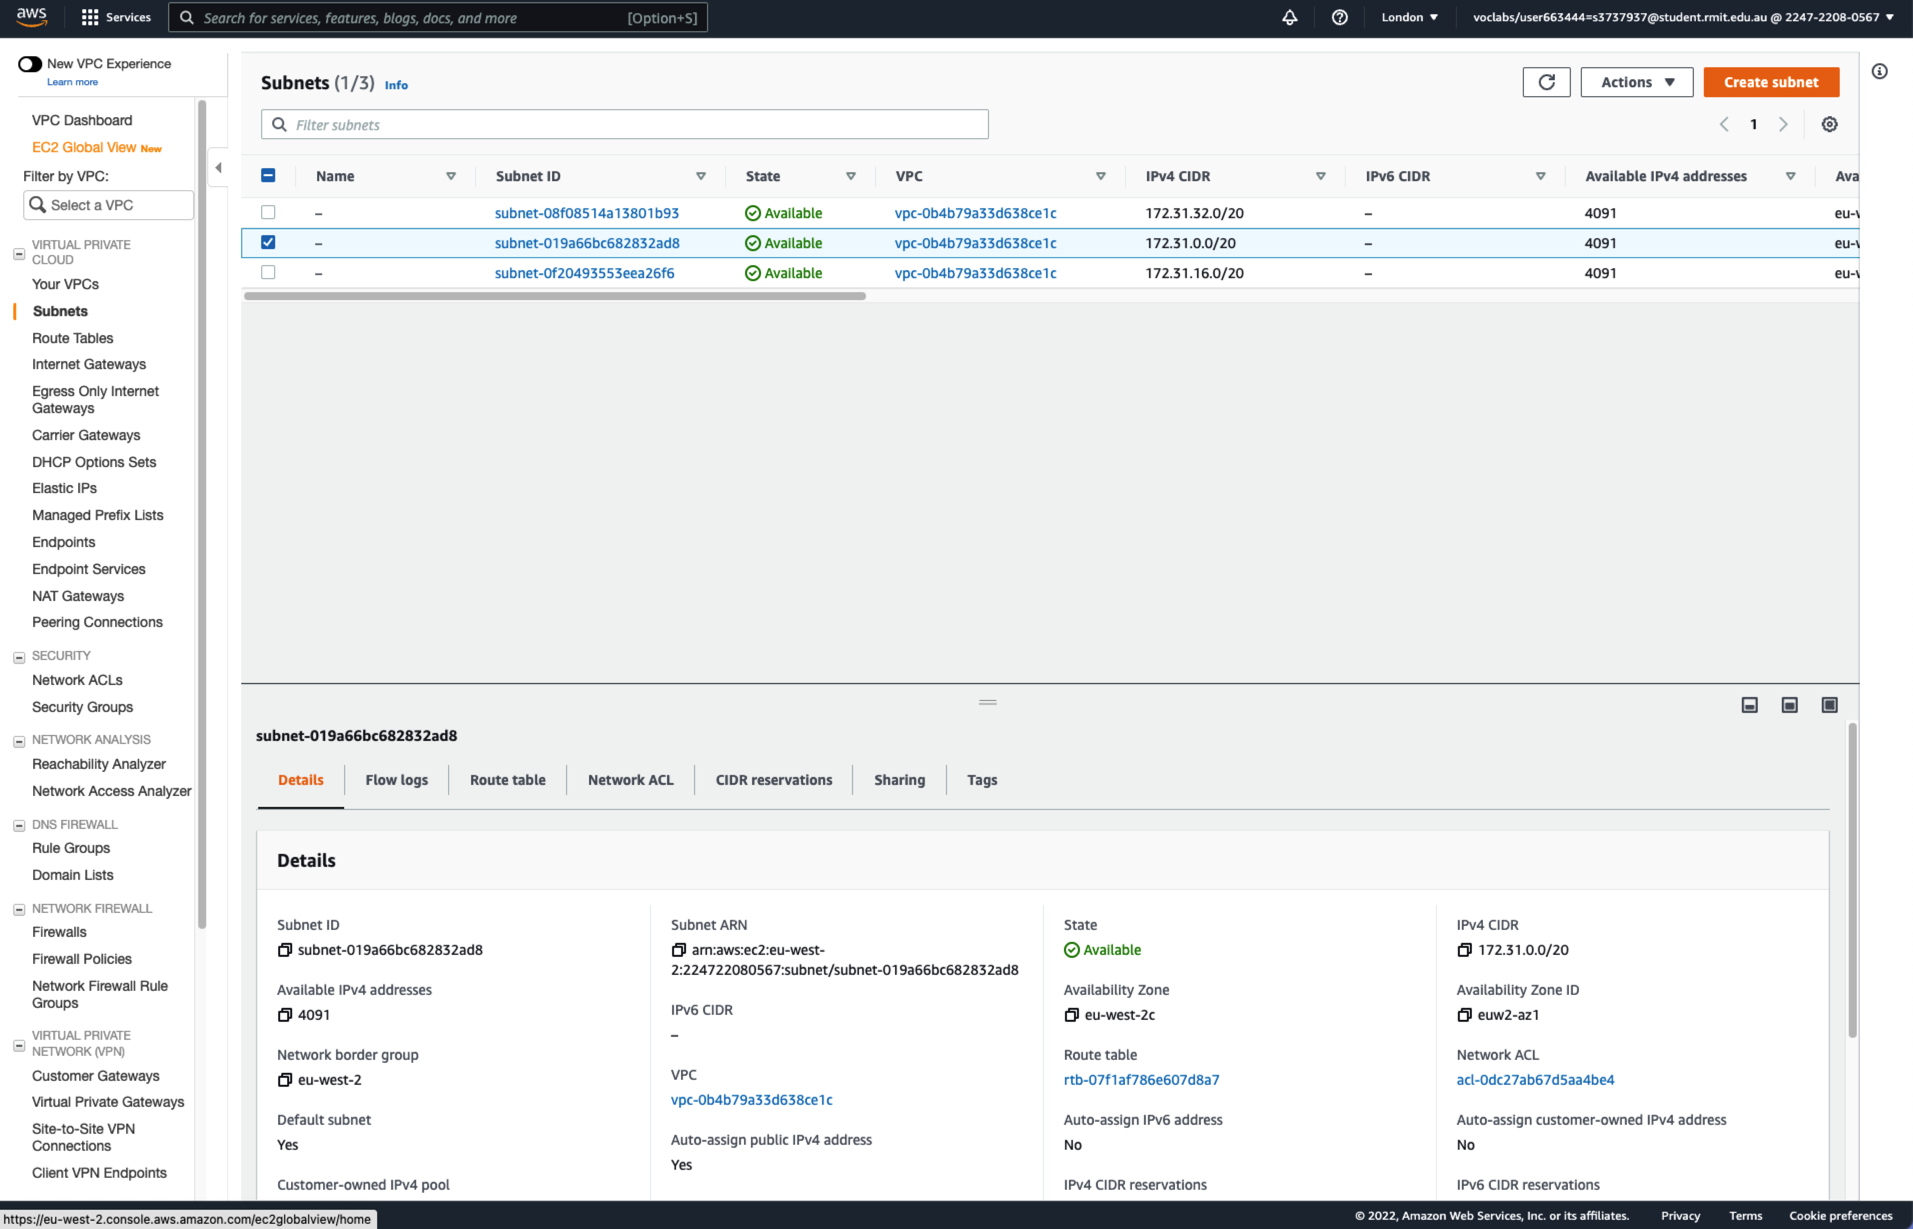 aws
Services
Search for services, features, blogs, docs, and more
[Option+S]
London
voclabs/user663444=s3737937@student.rmit.edu.au @ 2247-2208-0567
New VPC Experience
Learn more
VPC Dashboard
EC2 Global View New
Filter by VPC:
Select a VPC
VIRTUAL PRIVATE
CLOUD
Your VPCs
Subnets
Route Tables
Internet Gateways
Egress Only Internet
Gateways
Carrier Gateways
DHCP Options Sets
Elastic IPs
Managed Prefix Lists
Endpoints
Endpoint Services
NAT Gateways
Peering Connections
SECURITY
Network ACLs
Security Groups
NETWORK ANALYSIS
Reachability Analyzer
Network Access Analyzer
DNS FIREWALL
Rule Groups
Domain Lists
NETWORK FIREWALL
Firewalls
Firewall Policies
Network Firewall Rule
Groups
VIRTUAL PRIVATE
NETWORK (VPN)
Customer Gateways
Virtual Private Gateways
Site-to-Site VPN
Connections
Client VPN Endpoints
Subnets (1/3) Info
Actions
Create subnet
Filter subnets
1
Name Subnet ID State VPC IPv4 CIDR IPv6 CIDR Available IPv4 addresses Ava
– subnet-08f08514a13801b93 Available vpc-0b4b79a33d638ce1c 172.31.32.0/20 – 4091 eu-w
– subnet-019a66bc682832ad8 Available vpc-0b4b79a33d638ce1c 172.31.0.0/20 – 4091 eu-w
– subnet-0f20493553eea26f6 Available vpc-0b4b79a33d638ce1c 172.31.16.0/20 – 4091 eu-w
subnet-019a66bc682832ad8
Details Flow logs Route table Network ACL CIDR reservations Sharing Tags
Details
Subnet ID
subnet-019a66bc682832ad8
Available IPv4 addresses
4091
Network border group
eu-west-2
Default subnet
Yes
Customer-owned IPv4 pool
Subnet ARN
arn:aws:ec2:eu-west-
2:224722080567:subnet/subnet-019a66bc682832ad8
IPv6 CIDR
–
VPC
vpc-0b4b79a33d638ce1c
Auto-assign public IPv4 address
Yes
State
Available
Availability Zone
eu-west-2c
Route table
rtb-07f1af786e607d8a7
Auto-assign IPv6 address
No
IPv4 CIDR reservations
IPv4 CIDR
172.31.0.0/20
Availability Zone ID
euw2-az1
Network ACL
acl-0dc27ab67d5aa4be4
Auto-assign customer-owned IPv4 address
No
IPv6 CIDR reservations
https://eu-west-2.console.aws.amazon.com/ec2globalview/home
© 2022, Amazon Web Services, Inc. or its affiliates. Privacy Terms Cookie preferences